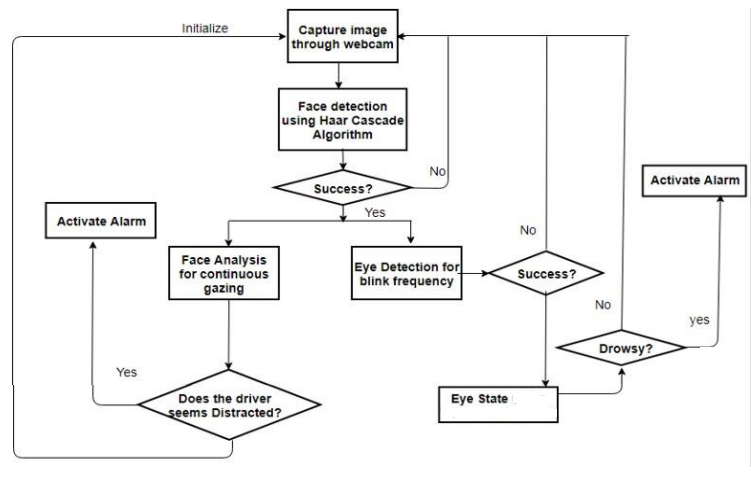 Initialize
Capture image
through webcam
Face detection
using Haar Cascade
Algorithm
No
Success?
Yes
Activate Alarm
Activate Alarm
Face Analysis
for continuous
gazing
Eye Detection for
blink frequency
No
Success?
No
yes
Drowsy?
Yes
Does the driver
seems Distracted?
Eye State